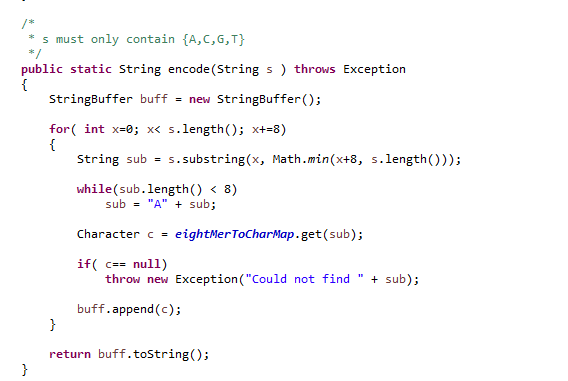 /*
 * s must only contain {A,C,G,T}
 */
public static String encode(String s ) throws Exception
{
    StringBuffer buff = new StringBuffer();

    for( int x=0; x< s.length(); x+=8)
    {
        String sub = s.substring(x, Math.min(x+8, s.length()));

        while(sub.length() < 8)
            sub = "A" + sub;

        Character c = eightMerToCharMap.get(sub);

        if( c== null)
            throw new Exception("Could not find " + sub);

        buff.append(c);
    }

    return buff.toString();
}